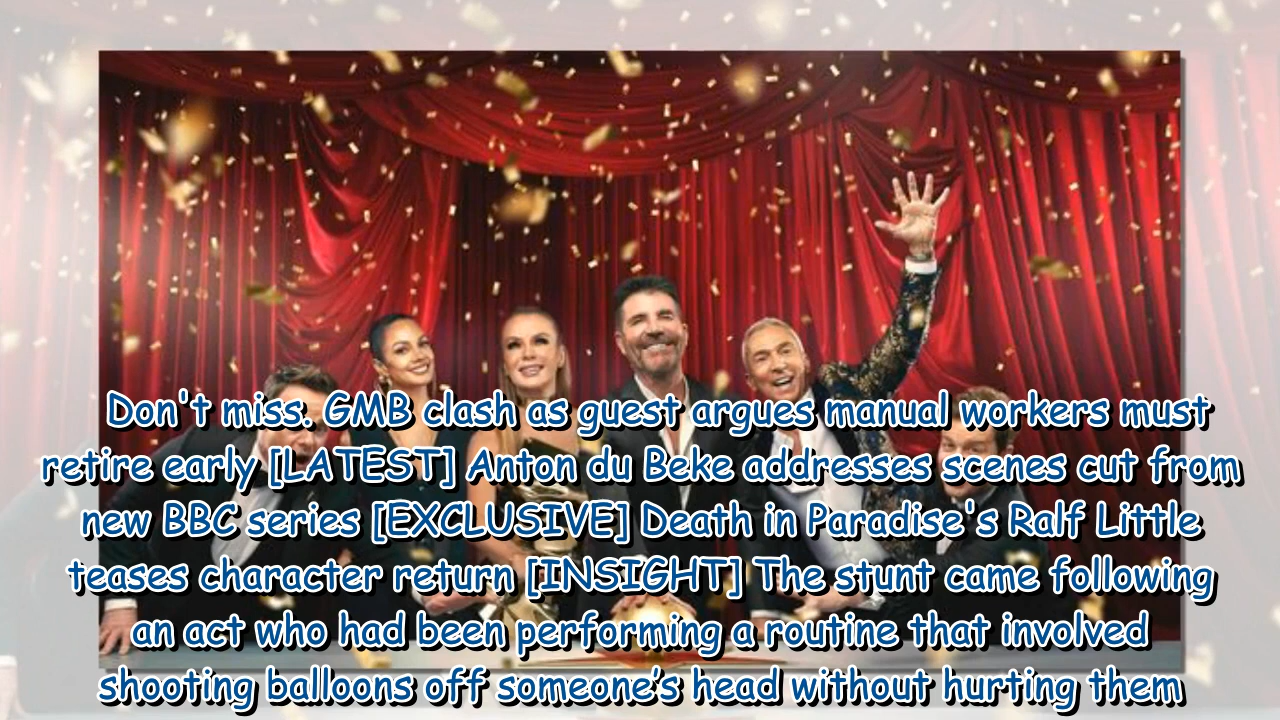 Don't miss. GMB clash as guest argues manual workers must
retire early [LATEST] Anton du Beke addresses scenes cut from
new BBC series [EXCLUSIVE] Death in Paradise's Ralf Little
teases character return [INSIGHT] The stunt came following
an act who had been performing a routine that involved
shooting balloons off someone’s head without hurting them